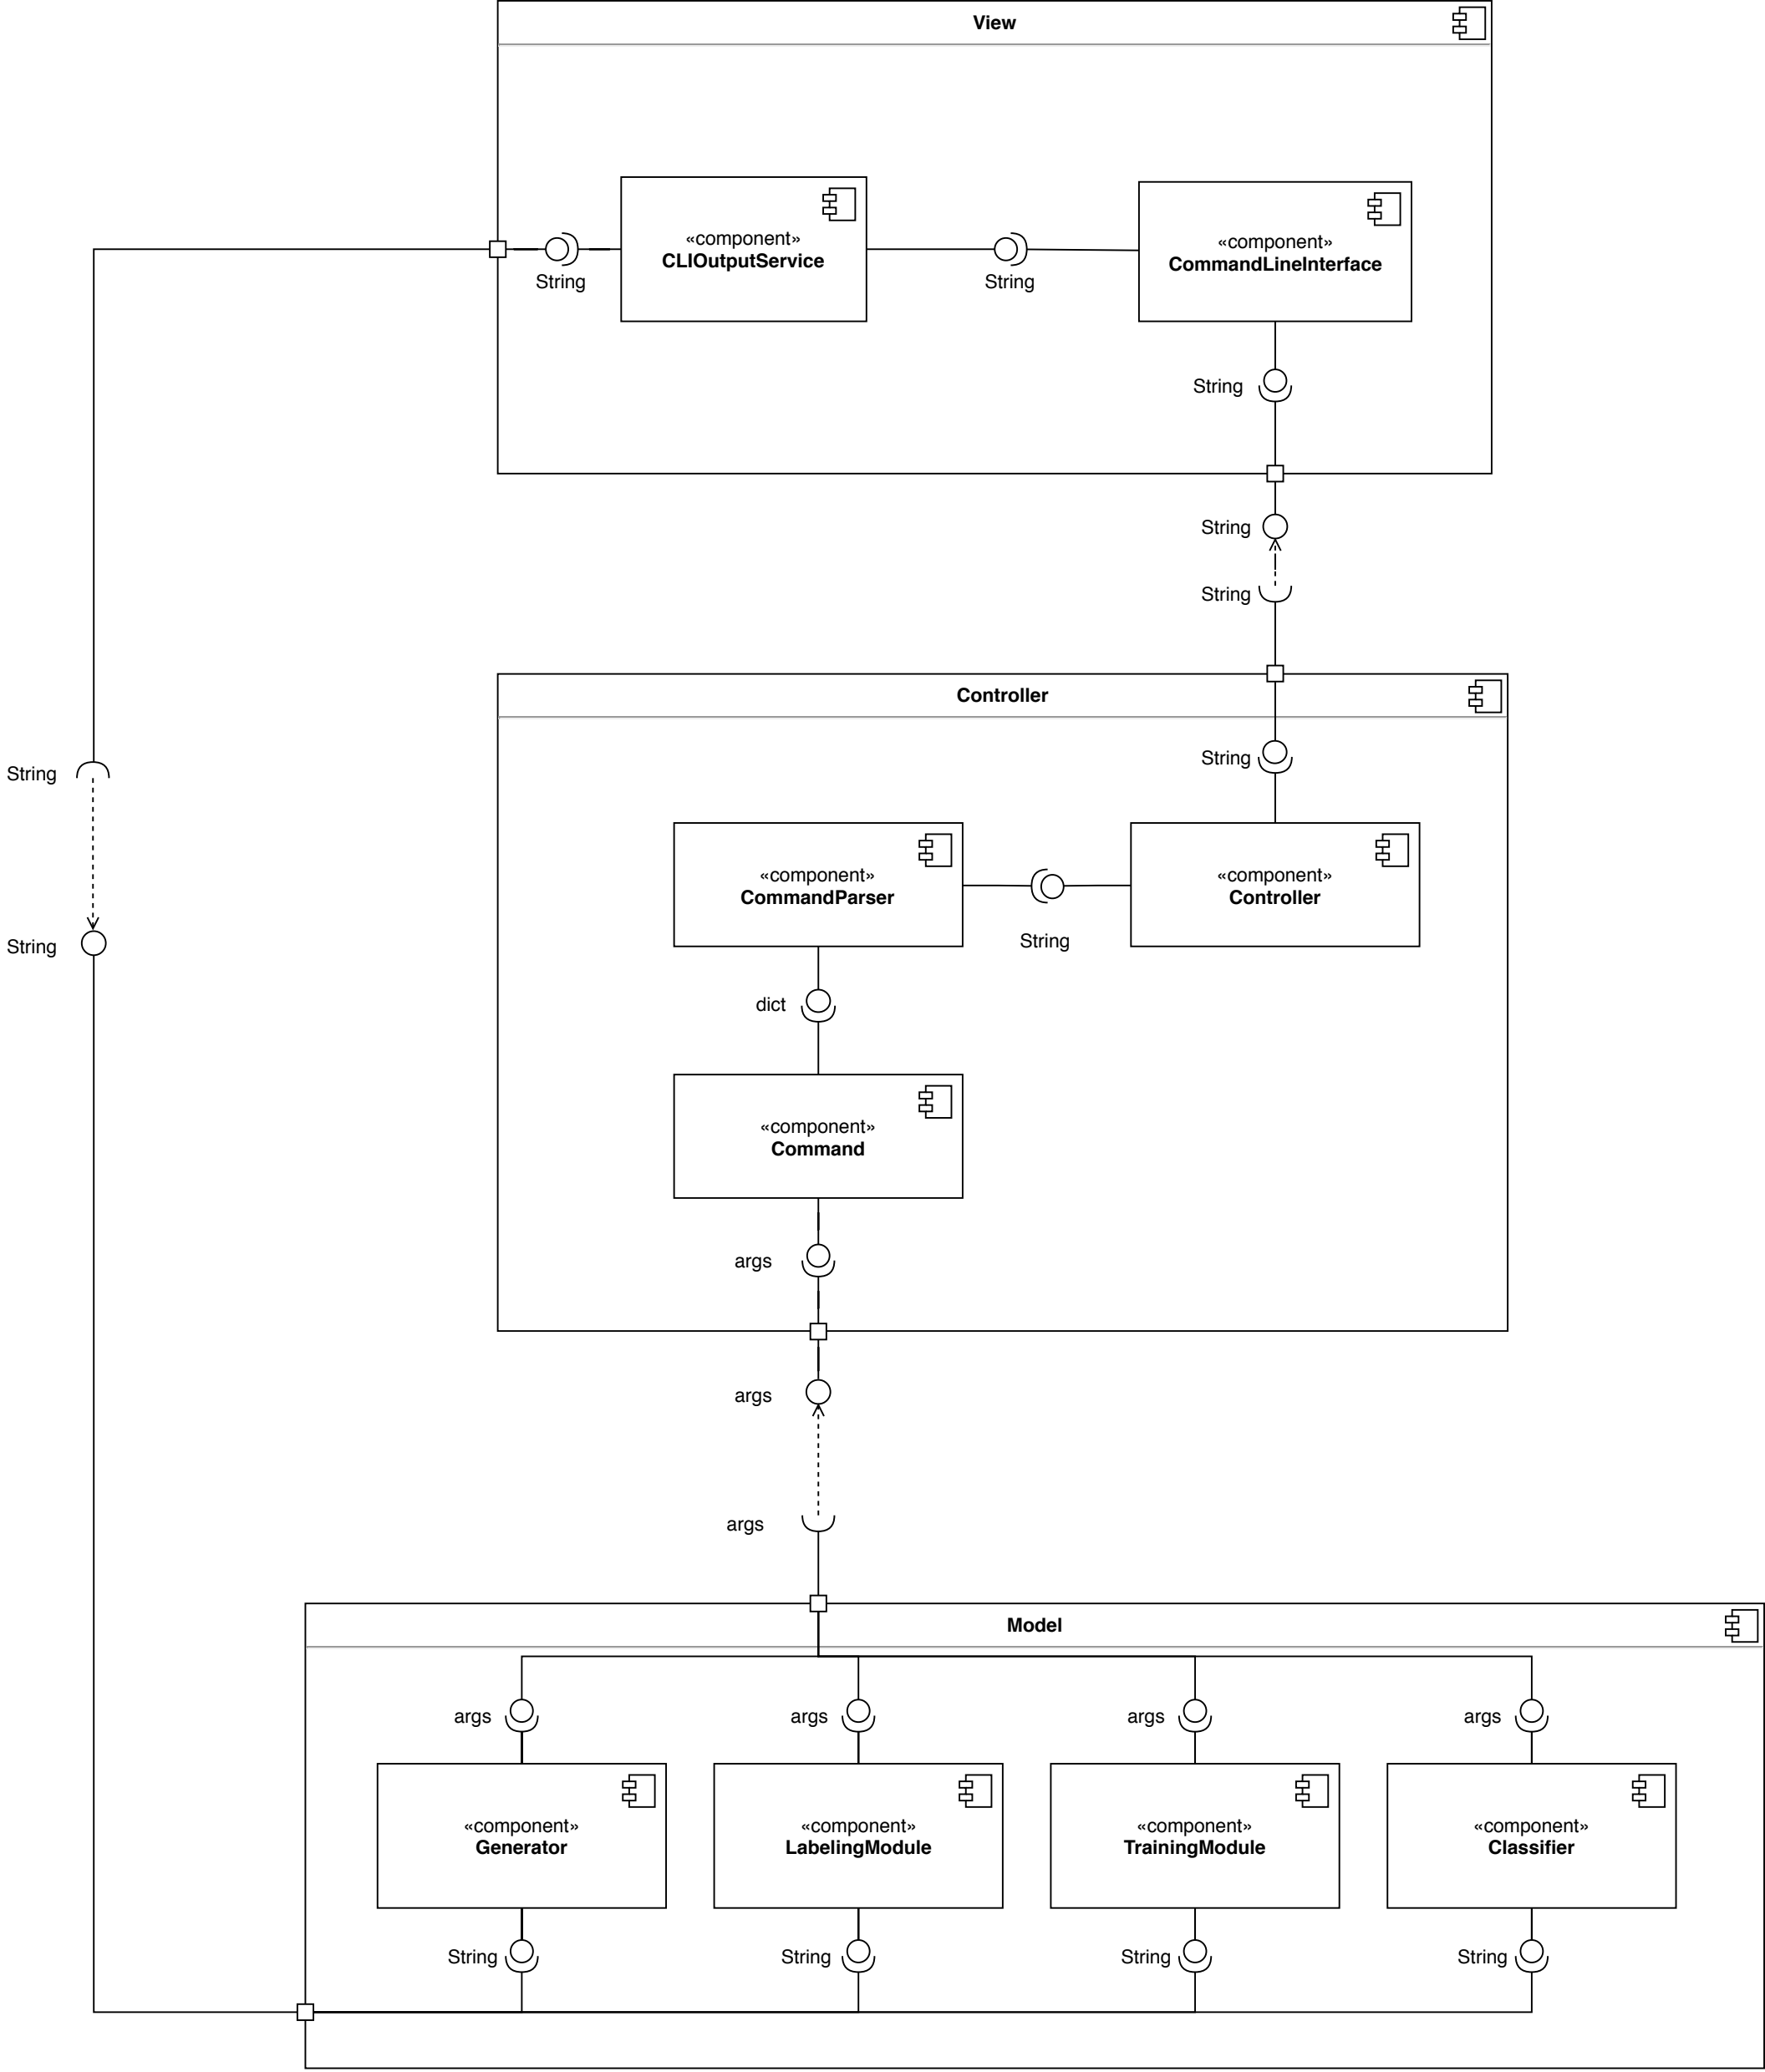 View
«component»
CLIOutputService
«component»
CommandLineInterface
String
String
String
String
String
Controller
String
String
«component»
CommandParser
«component»
Controller
String
String
dict
«component»
Command
args
args
args
Model
args
args
args
args
«component»
Generator
«component»
LabelingModule
«component»
TrainingModule
«component»
Classifier
String
String
String
String